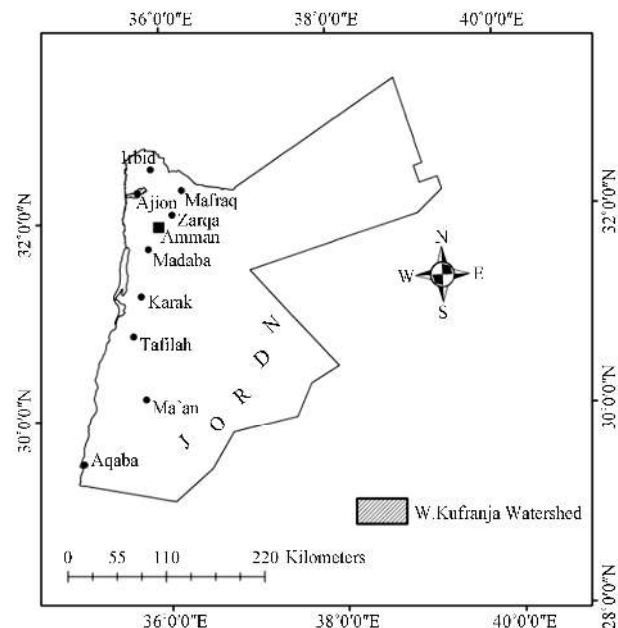 36°0'0"E 38°0'0"E 40°0'0"E
32°0'0"N
30°0'0"N
32°0'0"N
30°0'0"N
28°0'0"N
Irbid
Ajlon
Mafraq
Zarqa
Amman
Madaba
Karak
Tafilah
Ma`an
Aqaba
JORDN
N
W E
S
W.Kufranja Watershed
0 55 110 220 Kilometers
36°0'0"E 38°0'0"E 40°0'0"E